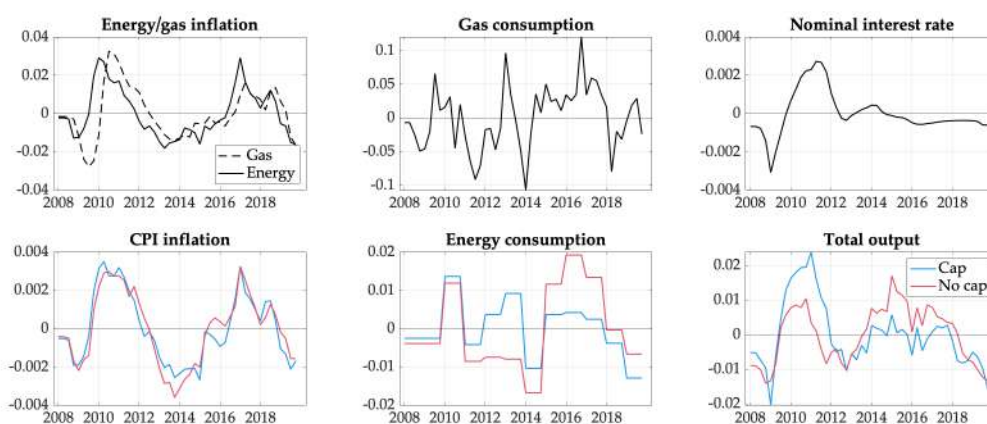 Energy/gas inflation
0.04
0.02
0
-0.02
-0.04
Gas
Energy
2008 2010 2012 2014 2016 2018
Gas consumption
0.1
0.05
0
-0.05
-0.1
2008 2010 2012 2014 2016 2018
Nominal interest rate
0.004
0.002
0
-0.002
-0.004
2008 2010 2012 2014 2016 2018
CPI inflation
0.004
0.002
0
-0.002
-0.004
2008 2010 2012 2014 2016 2018
Energy consumption
0.02
0.01
0
-0.01
-0.02
2008 2010 2012 2014 2016 2018
Total output
0.02
0.01
0
-0.01
-0.02
Cap
No cap
2008 2010 2012 2014 2016 2018